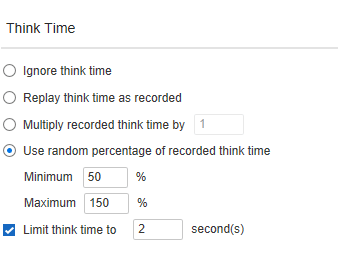 Think Time
Ignore think time
Replay think time as recorded
Multiply recorded think time by 1
Use random percentage of recorded think time
Minimum 50 %
Maximum 150 %
Limit think time to 2 second(s)